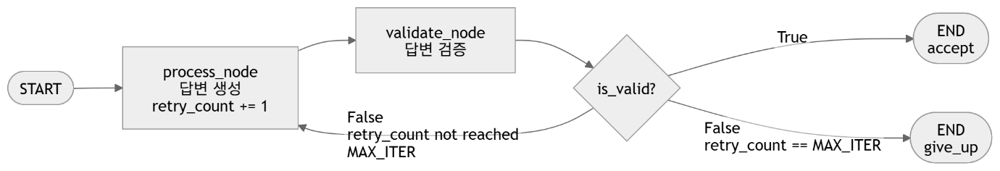 START
process_node
답변 생성
retry_count += 1
validate_node
답변 검증
is_valid?
True
END
accept
False
retry_count not reached
MAX_ITER
False
retry_count == MAX_ITER
END
give_up